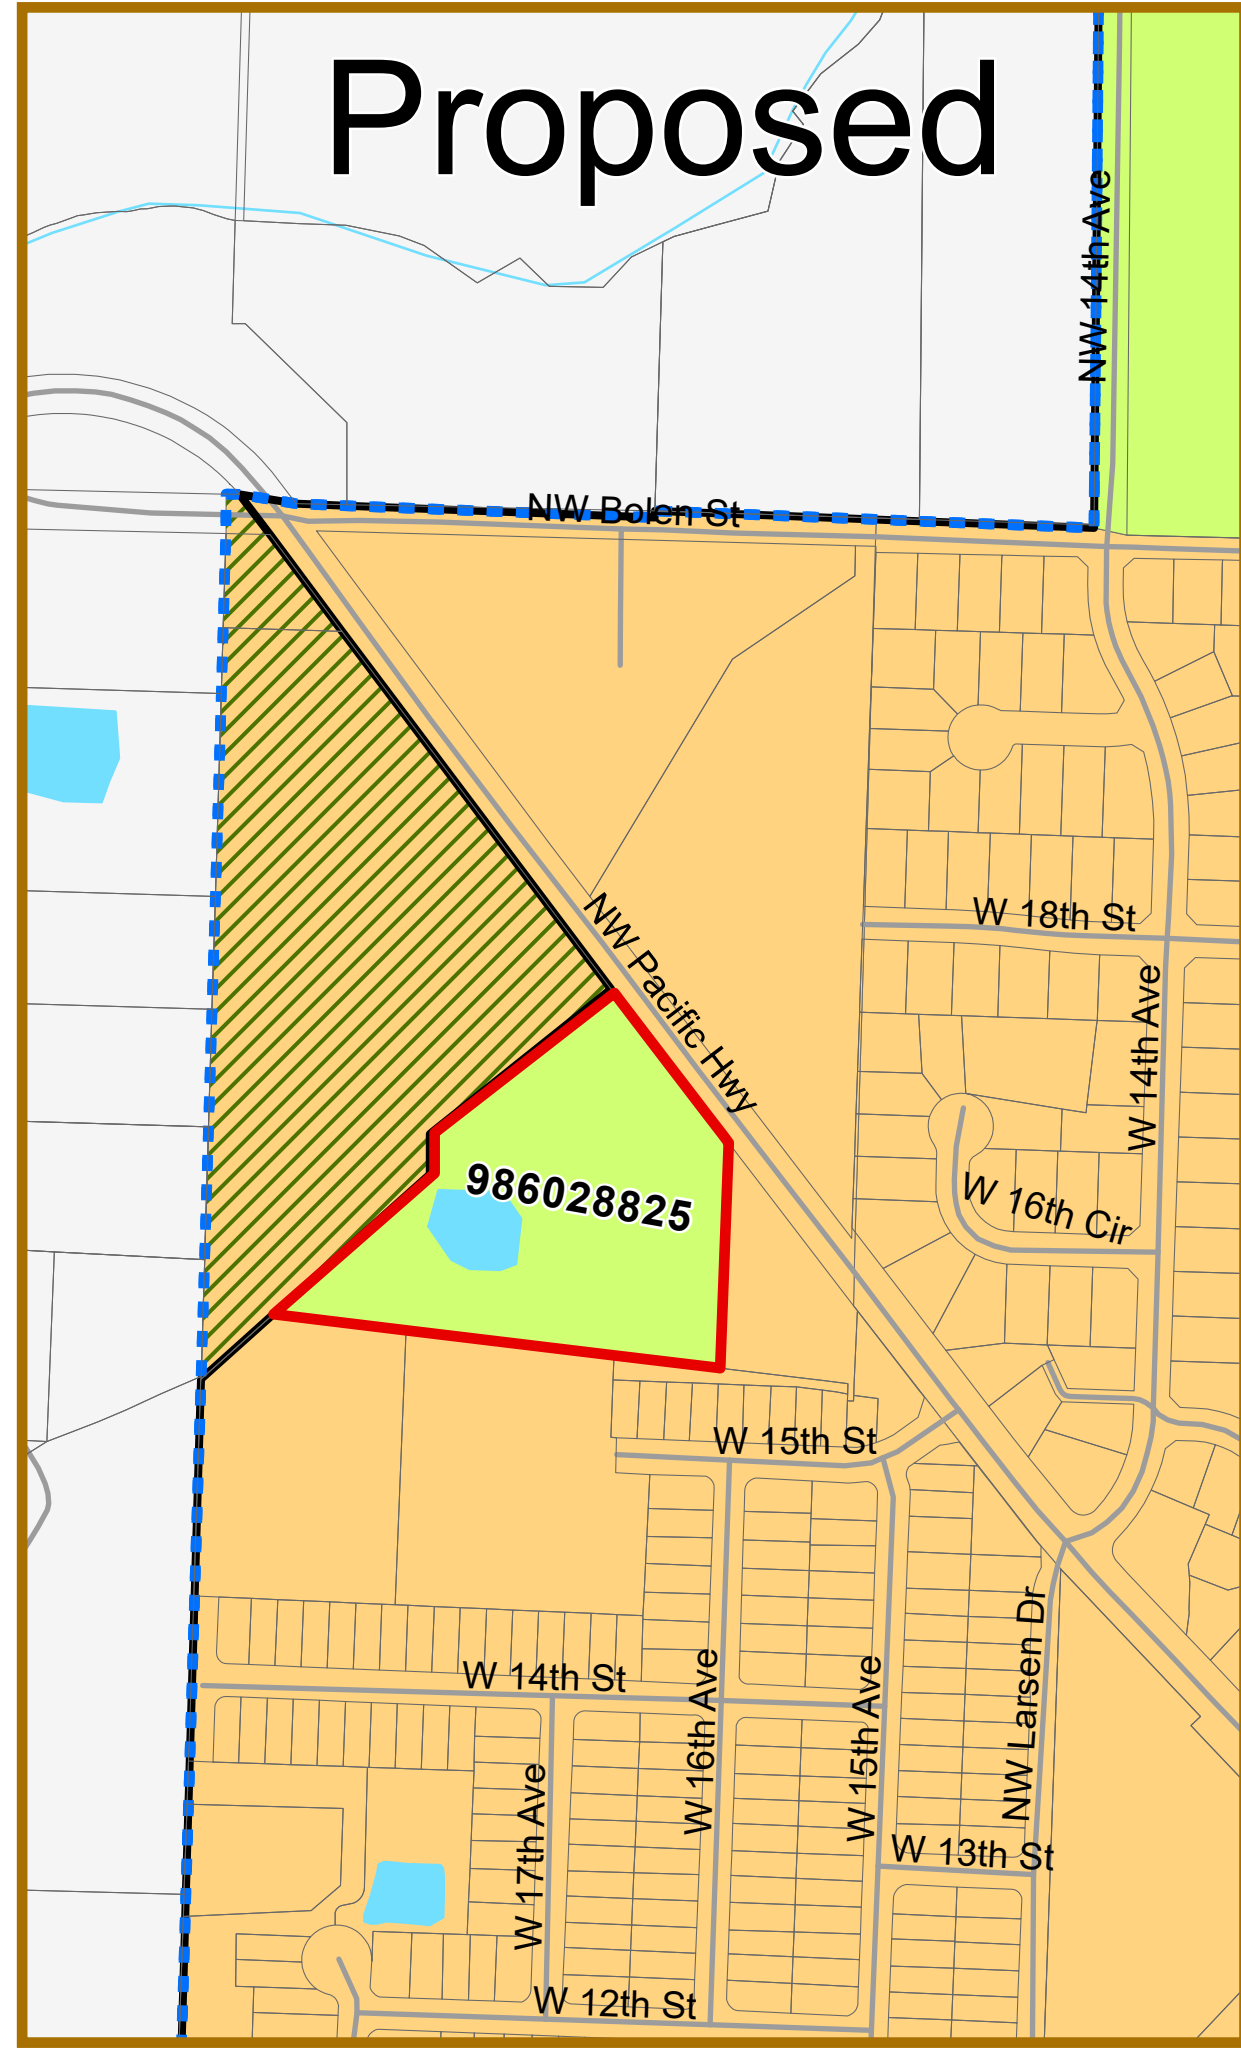 Proposed
NW 14th Ave
NW Bolen St
NW Pacific Hwy
W 18th St
W 14th Ave
986028825
W 16th Cir
W 15th St
W 14th St
W 16th Ave
W 15th Ave
NW Larsen Dr
W 17th Ave
W 13th St
W 12th St